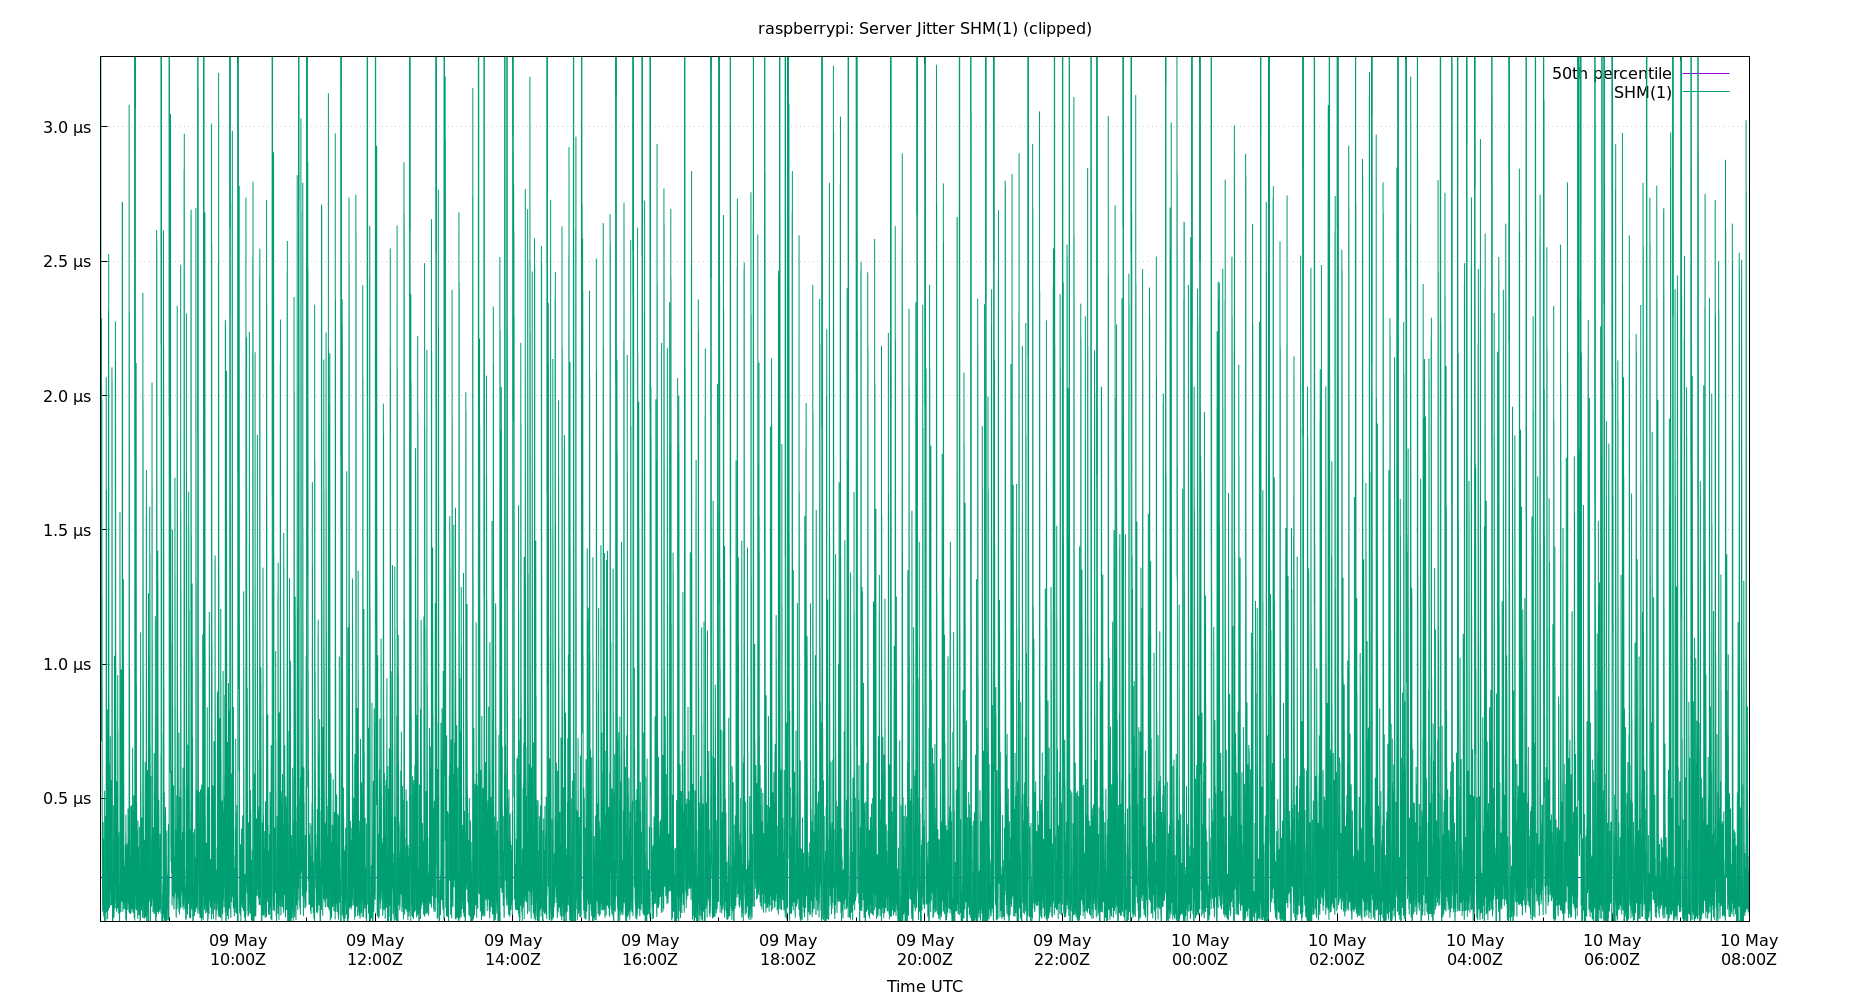 raspberrypi: Server Jitter SHM(1) (clipped)
50th percentile
SHM(1)
3.0 µs
2.5 µs
2.0 µs
1.5 µs
1.0 µs
0.5 µs
09 May 09 May 09 May 09 May 09 May 09 May 09 May 10 May 10 May 10 May 10 May 10 May
10:00Z 12:00Z 14:00Z 16:00Z 18:00Z 20:00Z 22:00Z 00:00Z 02:00Z 04:00Z 06:00Z 08:00Z
Time UTC